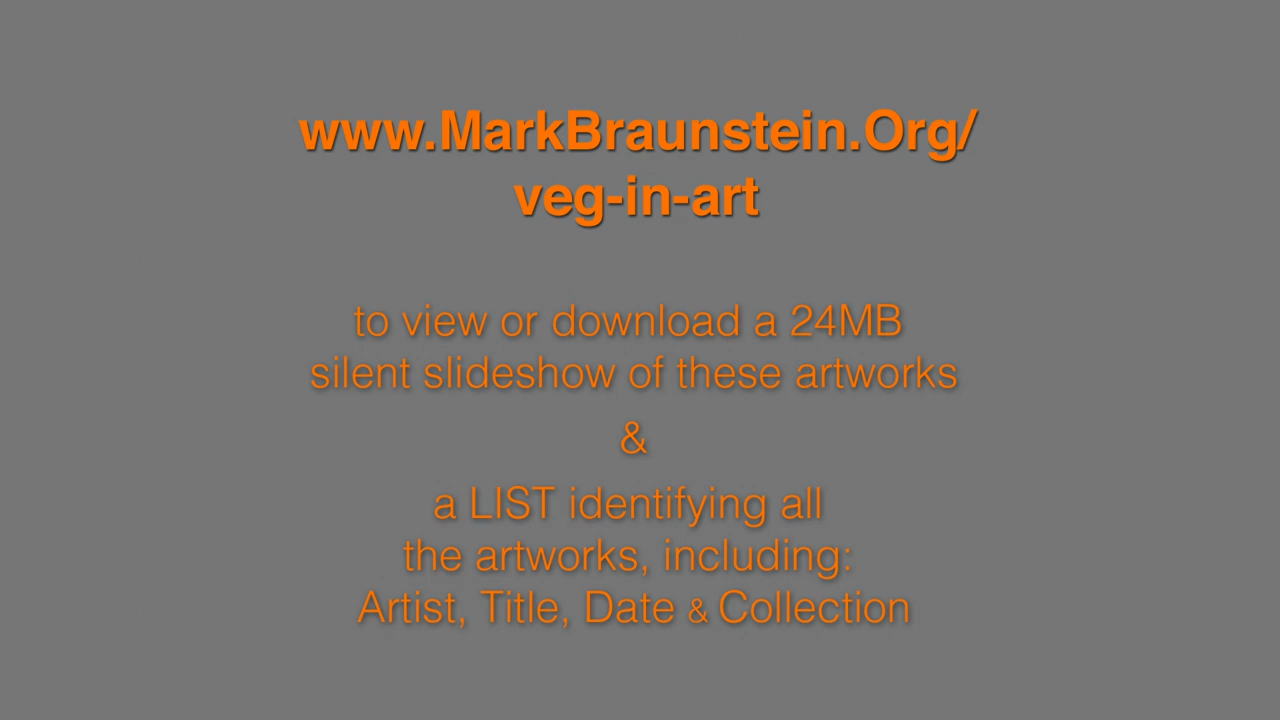 www.MarkBraunstein.Org/
veg-in-art
to view or download a 24MB
silent slideshow of these artworks
&
a LIST identifying all
the artworks, including:
Artist, Title, Date & Collection